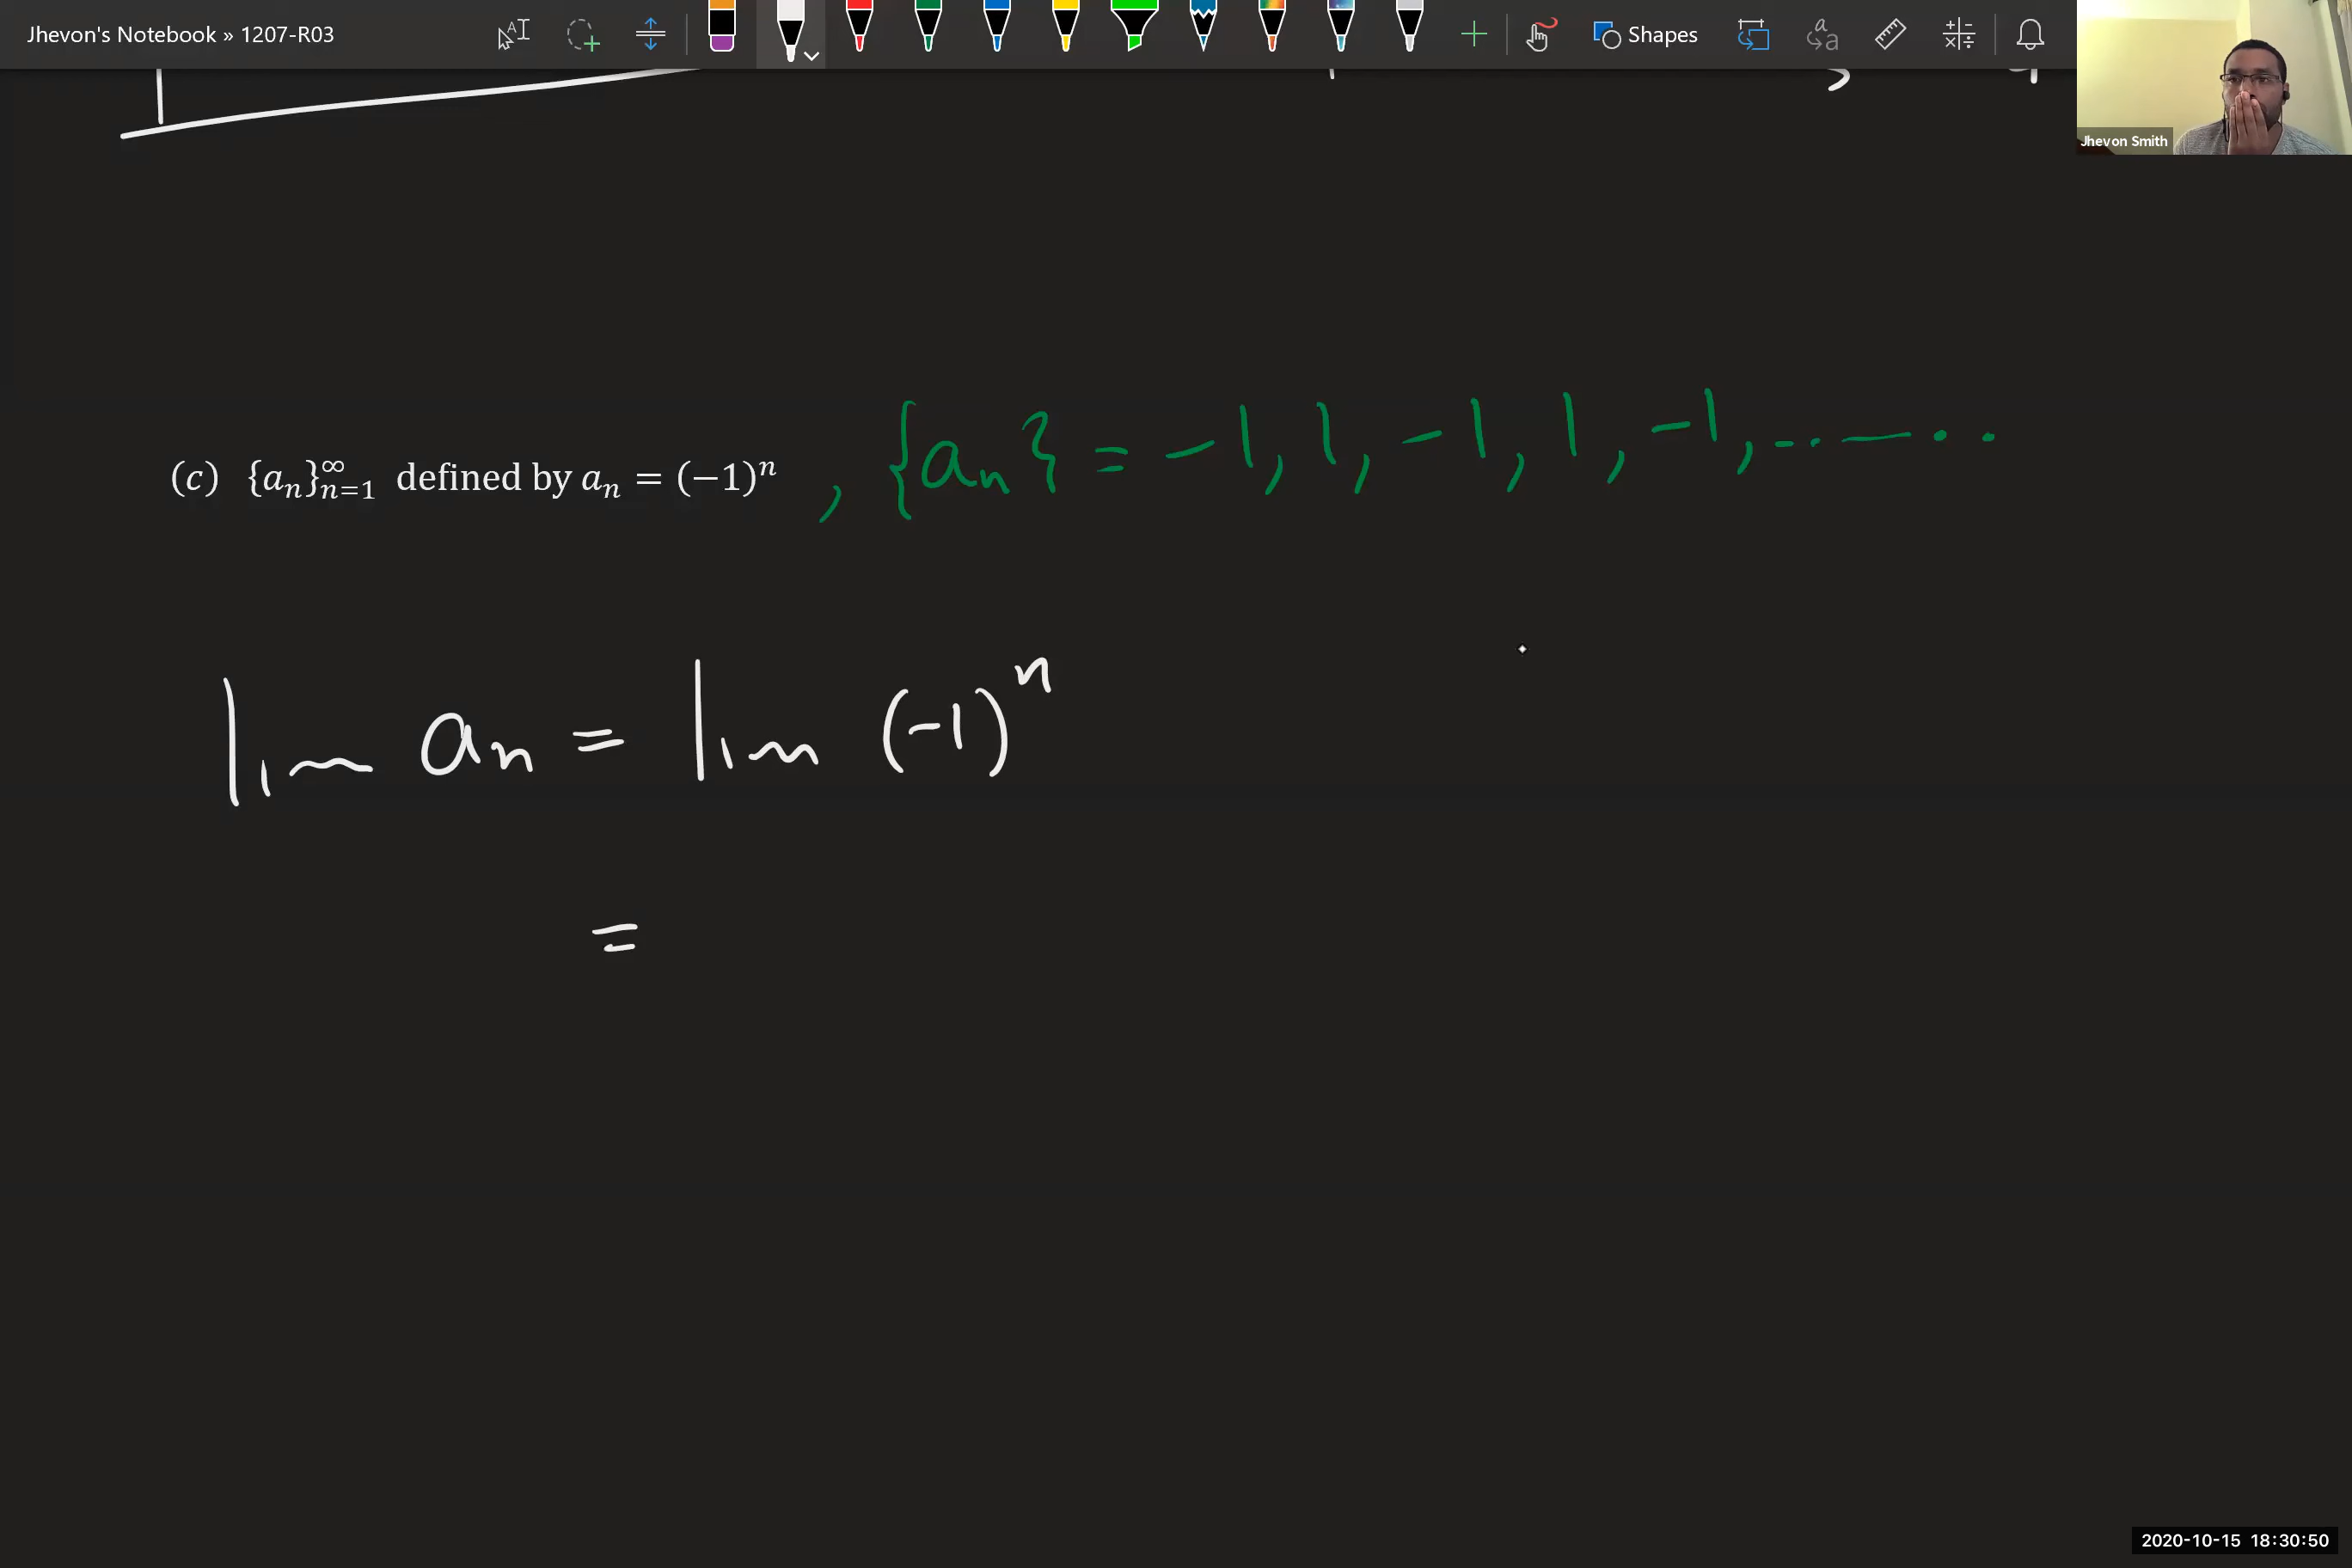 Jhevon's Notebook » 1207-R03
Shapes
Jhevon Smith
(c) {aₙ}∞ₙ₌₁ defined by aₙ = (−1)ⁿ , {aₙ} = −1, 1, −1, 1, −1, ......
lim aₙ = lim (−1)ⁿ
=
2020-10-15 18:30:50